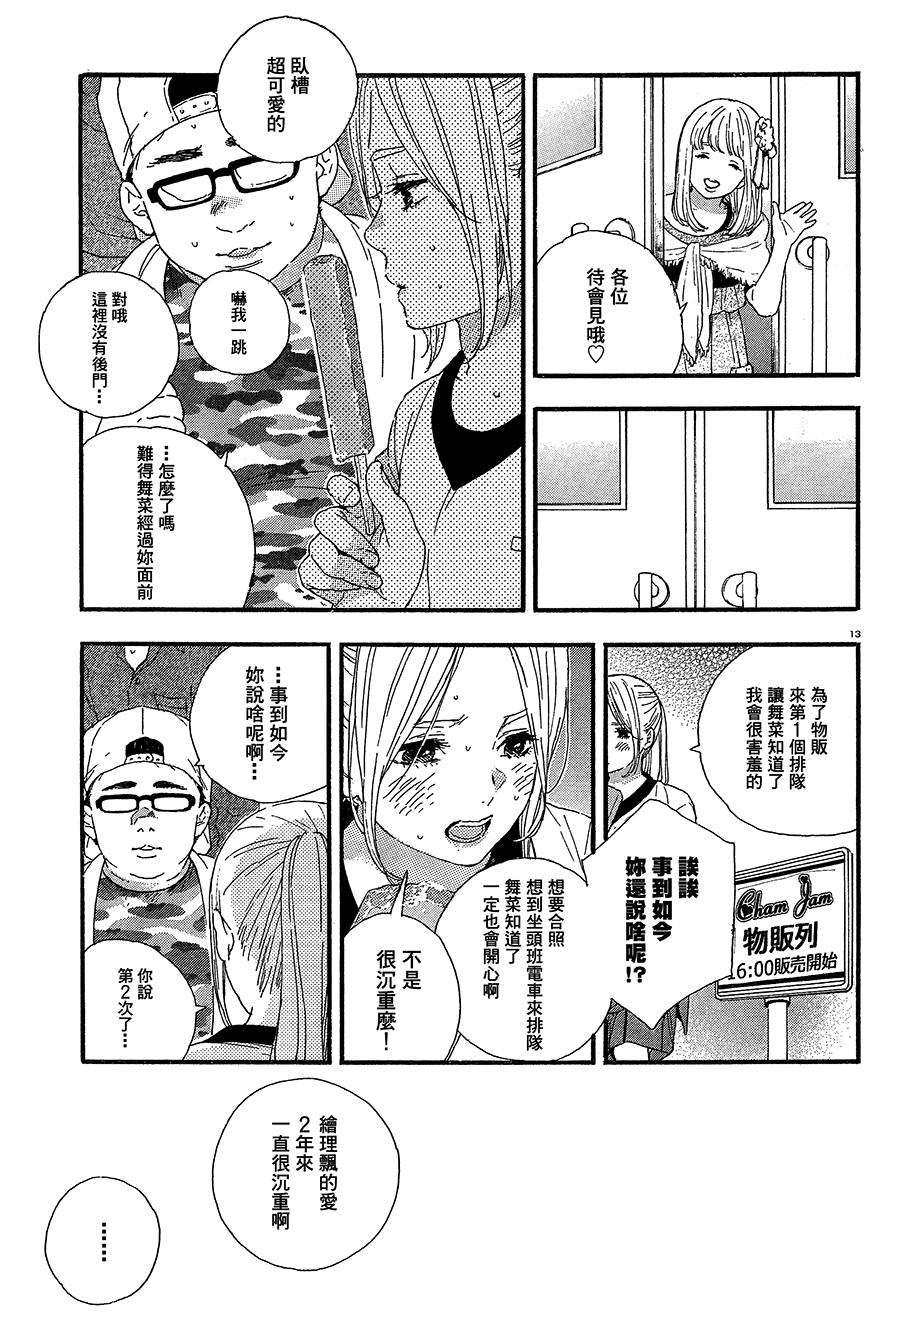 各位
待會見哦♡
臥槽
超可愛的
嚇我一跳
對哦
這裡沒有後門…
…怎麼了嗎
難得舞菜經過妳面前
13
為了物販
來第1個排隊
讓舞菜知道了
我會很害羞的
誒誒
事到如今
妳還說啥呢!?
Cham Jam
物販列
16:00販売開始
想要合照
想到坐頭班電車來排隊
舞菜知道了
一定也會開心啊
不是
很沉重麼！
…事到如今
妳說啥呢啊…
你說
第2次了…
繪理飄的愛
2年來
一直很沉重啊
……